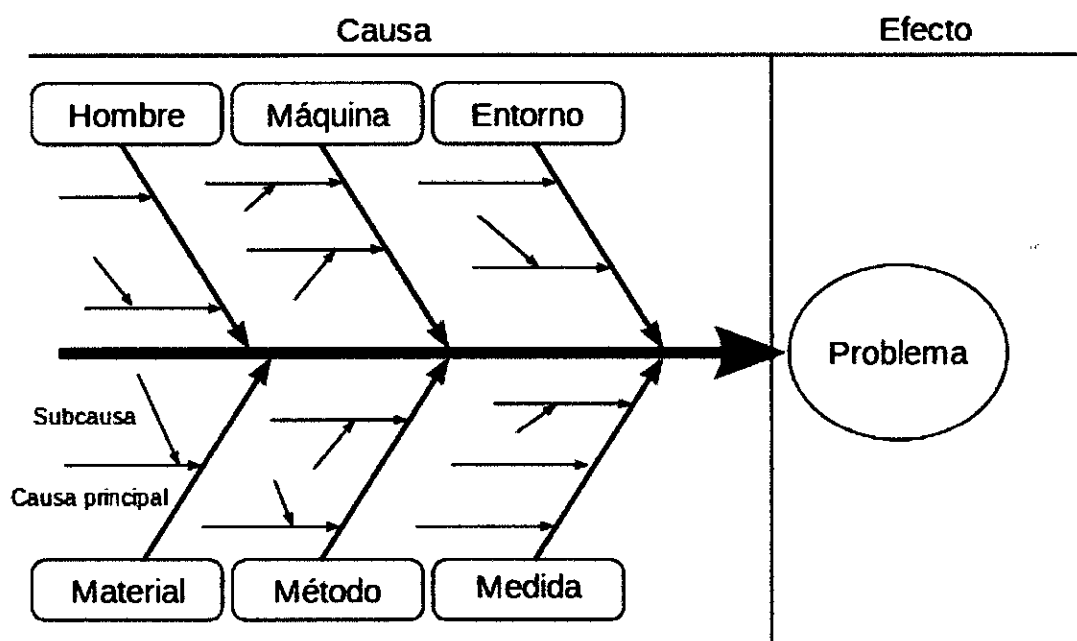 Causa
Efecto
Hombre
Máquina
Entorno
Problema
Subcausa
Causa principal
Material
Método
Medida